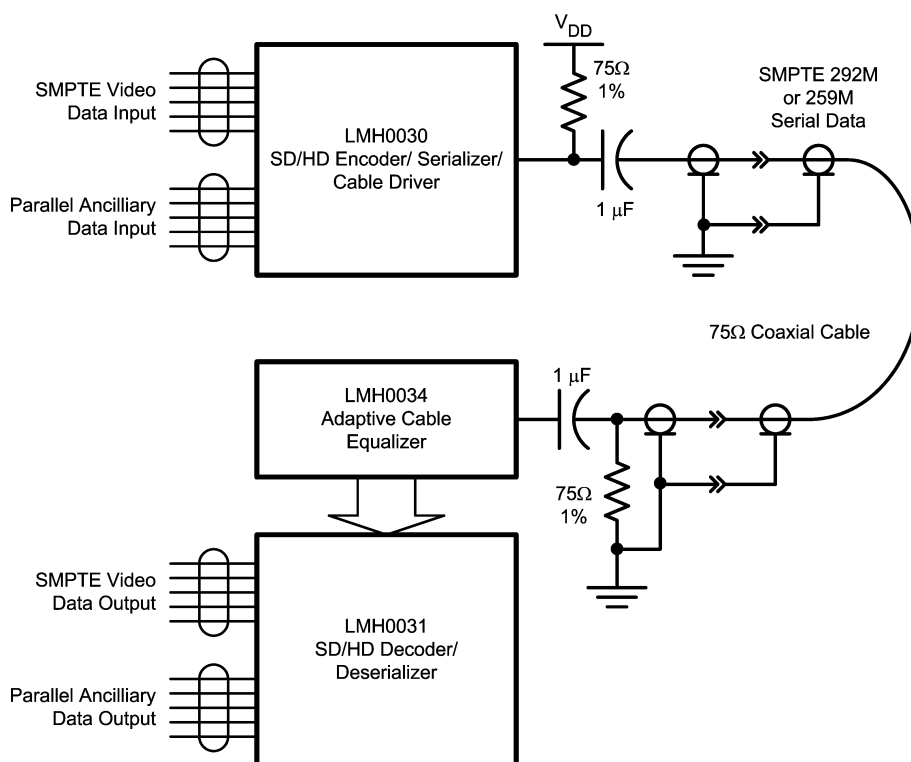 V_DD
75Ω
1%
SMPTE 292M
or 259M
Serial Data
SMPTE Video
Data Input
LMH0030
SD/HD Encoder/ Serializer/
Cable Driver
1 μF
Parallel Ancilliary
Data Input
75Ω Coaxial Cable
1 μF
LMH0034
Adaptive Cable
Equalizer
75Ω
1%
SMPTE Video
Data Output
LMH0031
SD/HD Decoder/
Deserializer
Parallel Ancilliary
Data Output